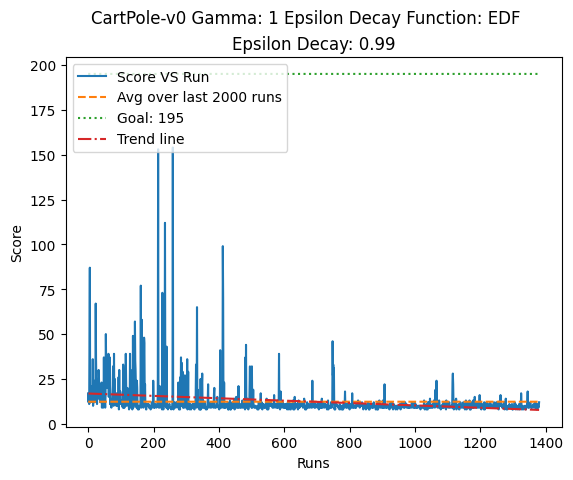 CartPole-v0 Gamma: 1 Epsilon Decay Function: EDF
Epsilon Decay: 0.99
200
175
150
125
100
75
50
25
0
Score
Score VS Run
Avg over last 2000 runs
Goal: 195
Trend line
0 200 400 600 800 1000 1200 1400
Runs